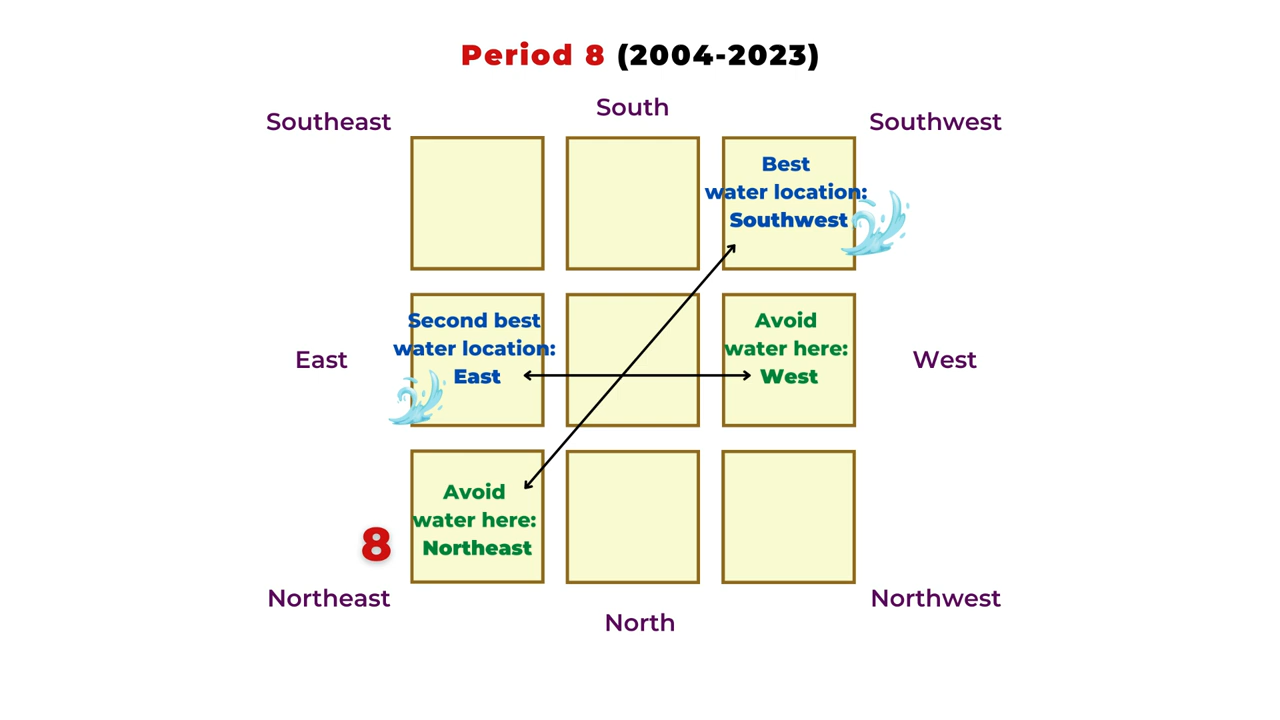 Period 8 (2004-2023)
South
Southeast
Southwest
Best
water location:
Southwest
Second best
water location:
East
Avoid
water here:
West
East
West
Avoid
water here:
Northeast
8
Northeast
Northwest
North